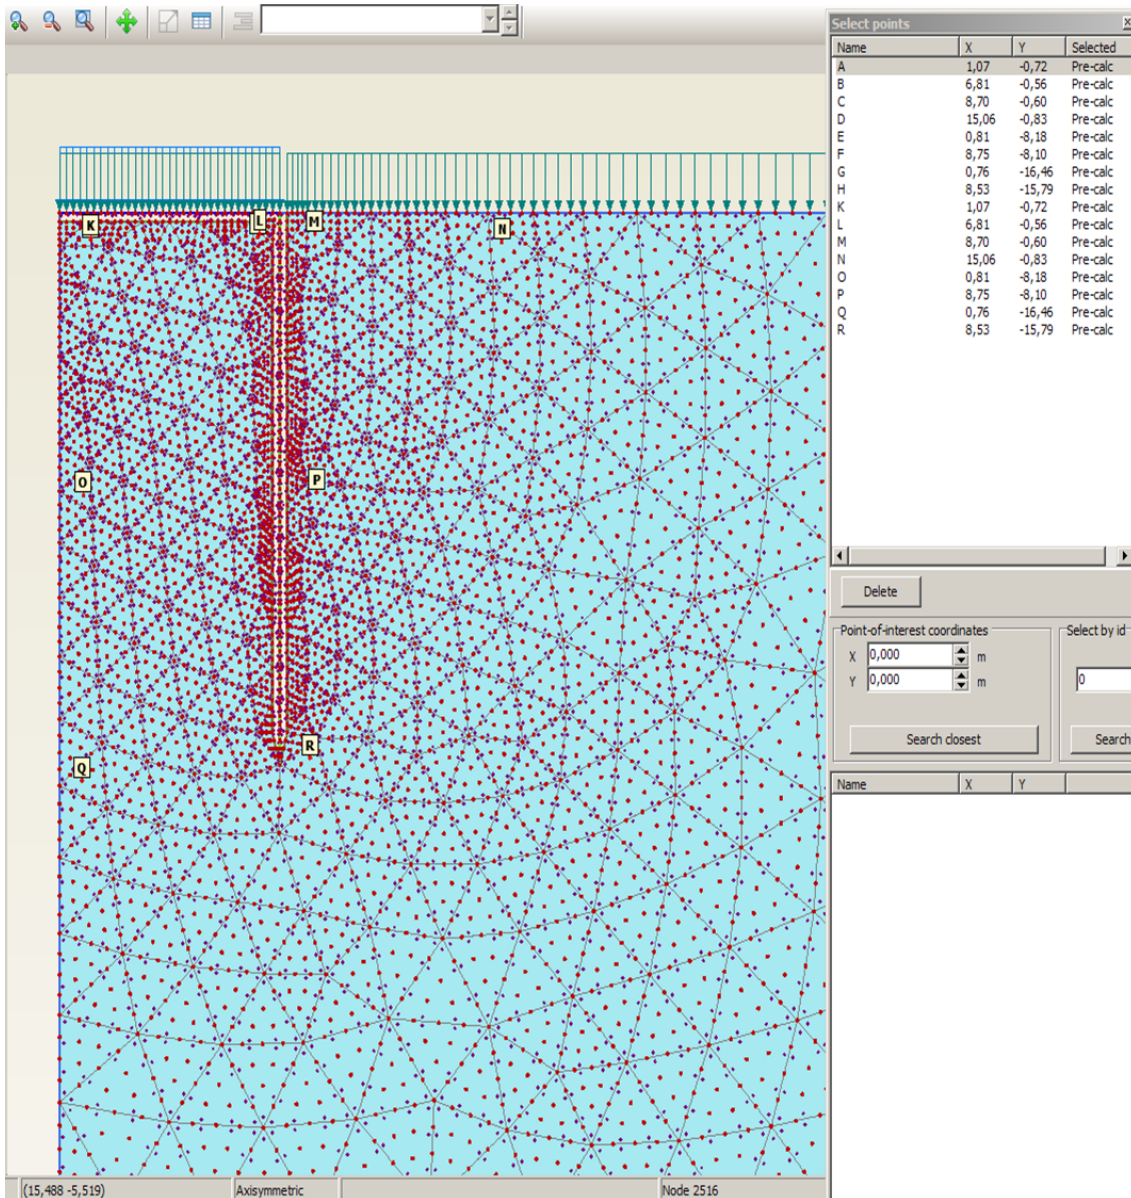 Select points
Name X Y Selected
A 1,07 -0,72 Pre-calc
B 6,81 -0,56 Pre-calc
C 8,70 -0,60 Pre-calc
D 15,06 -0,83 Pre-calc
E 0,81 -8,18 Pre-calc
F 8,75 -8,10 Pre-calc
G 0,76 -16,46 Pre-calc
H 8,53 -15,79 Pre-calc
K 1,07 -0,72 Pre-calc
L 6,81 -0,56 Pre-calc
M 8,70 -0,60 Pre-calc
N 15,06 -0,83 Pre-calc
O 0,81 -8,18 Pre-calc
P 8,75 -8,10 Pre-calc
Q 0,76 -16,46 Pre-calc
R 8,53 -15,79 Pre-calc
K L M N
O P
Q R
Delete
Point-of-interest coordinates
X 0,000 m
Y 0,000 m
Search closest
Select by id
0
Search
Name X Y
(15,488 -5,519) Axisymmetric Node 2516